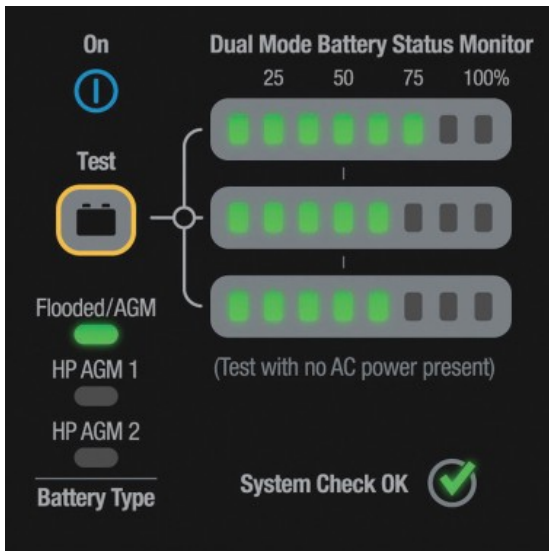 On
Dual Mode Battery Status Monitor
25 50 75 100%
Test
Flooded/AGM
HP AGM 1
(Test with no AC power present)
HP AGM 2
Battery Type
System Check OK